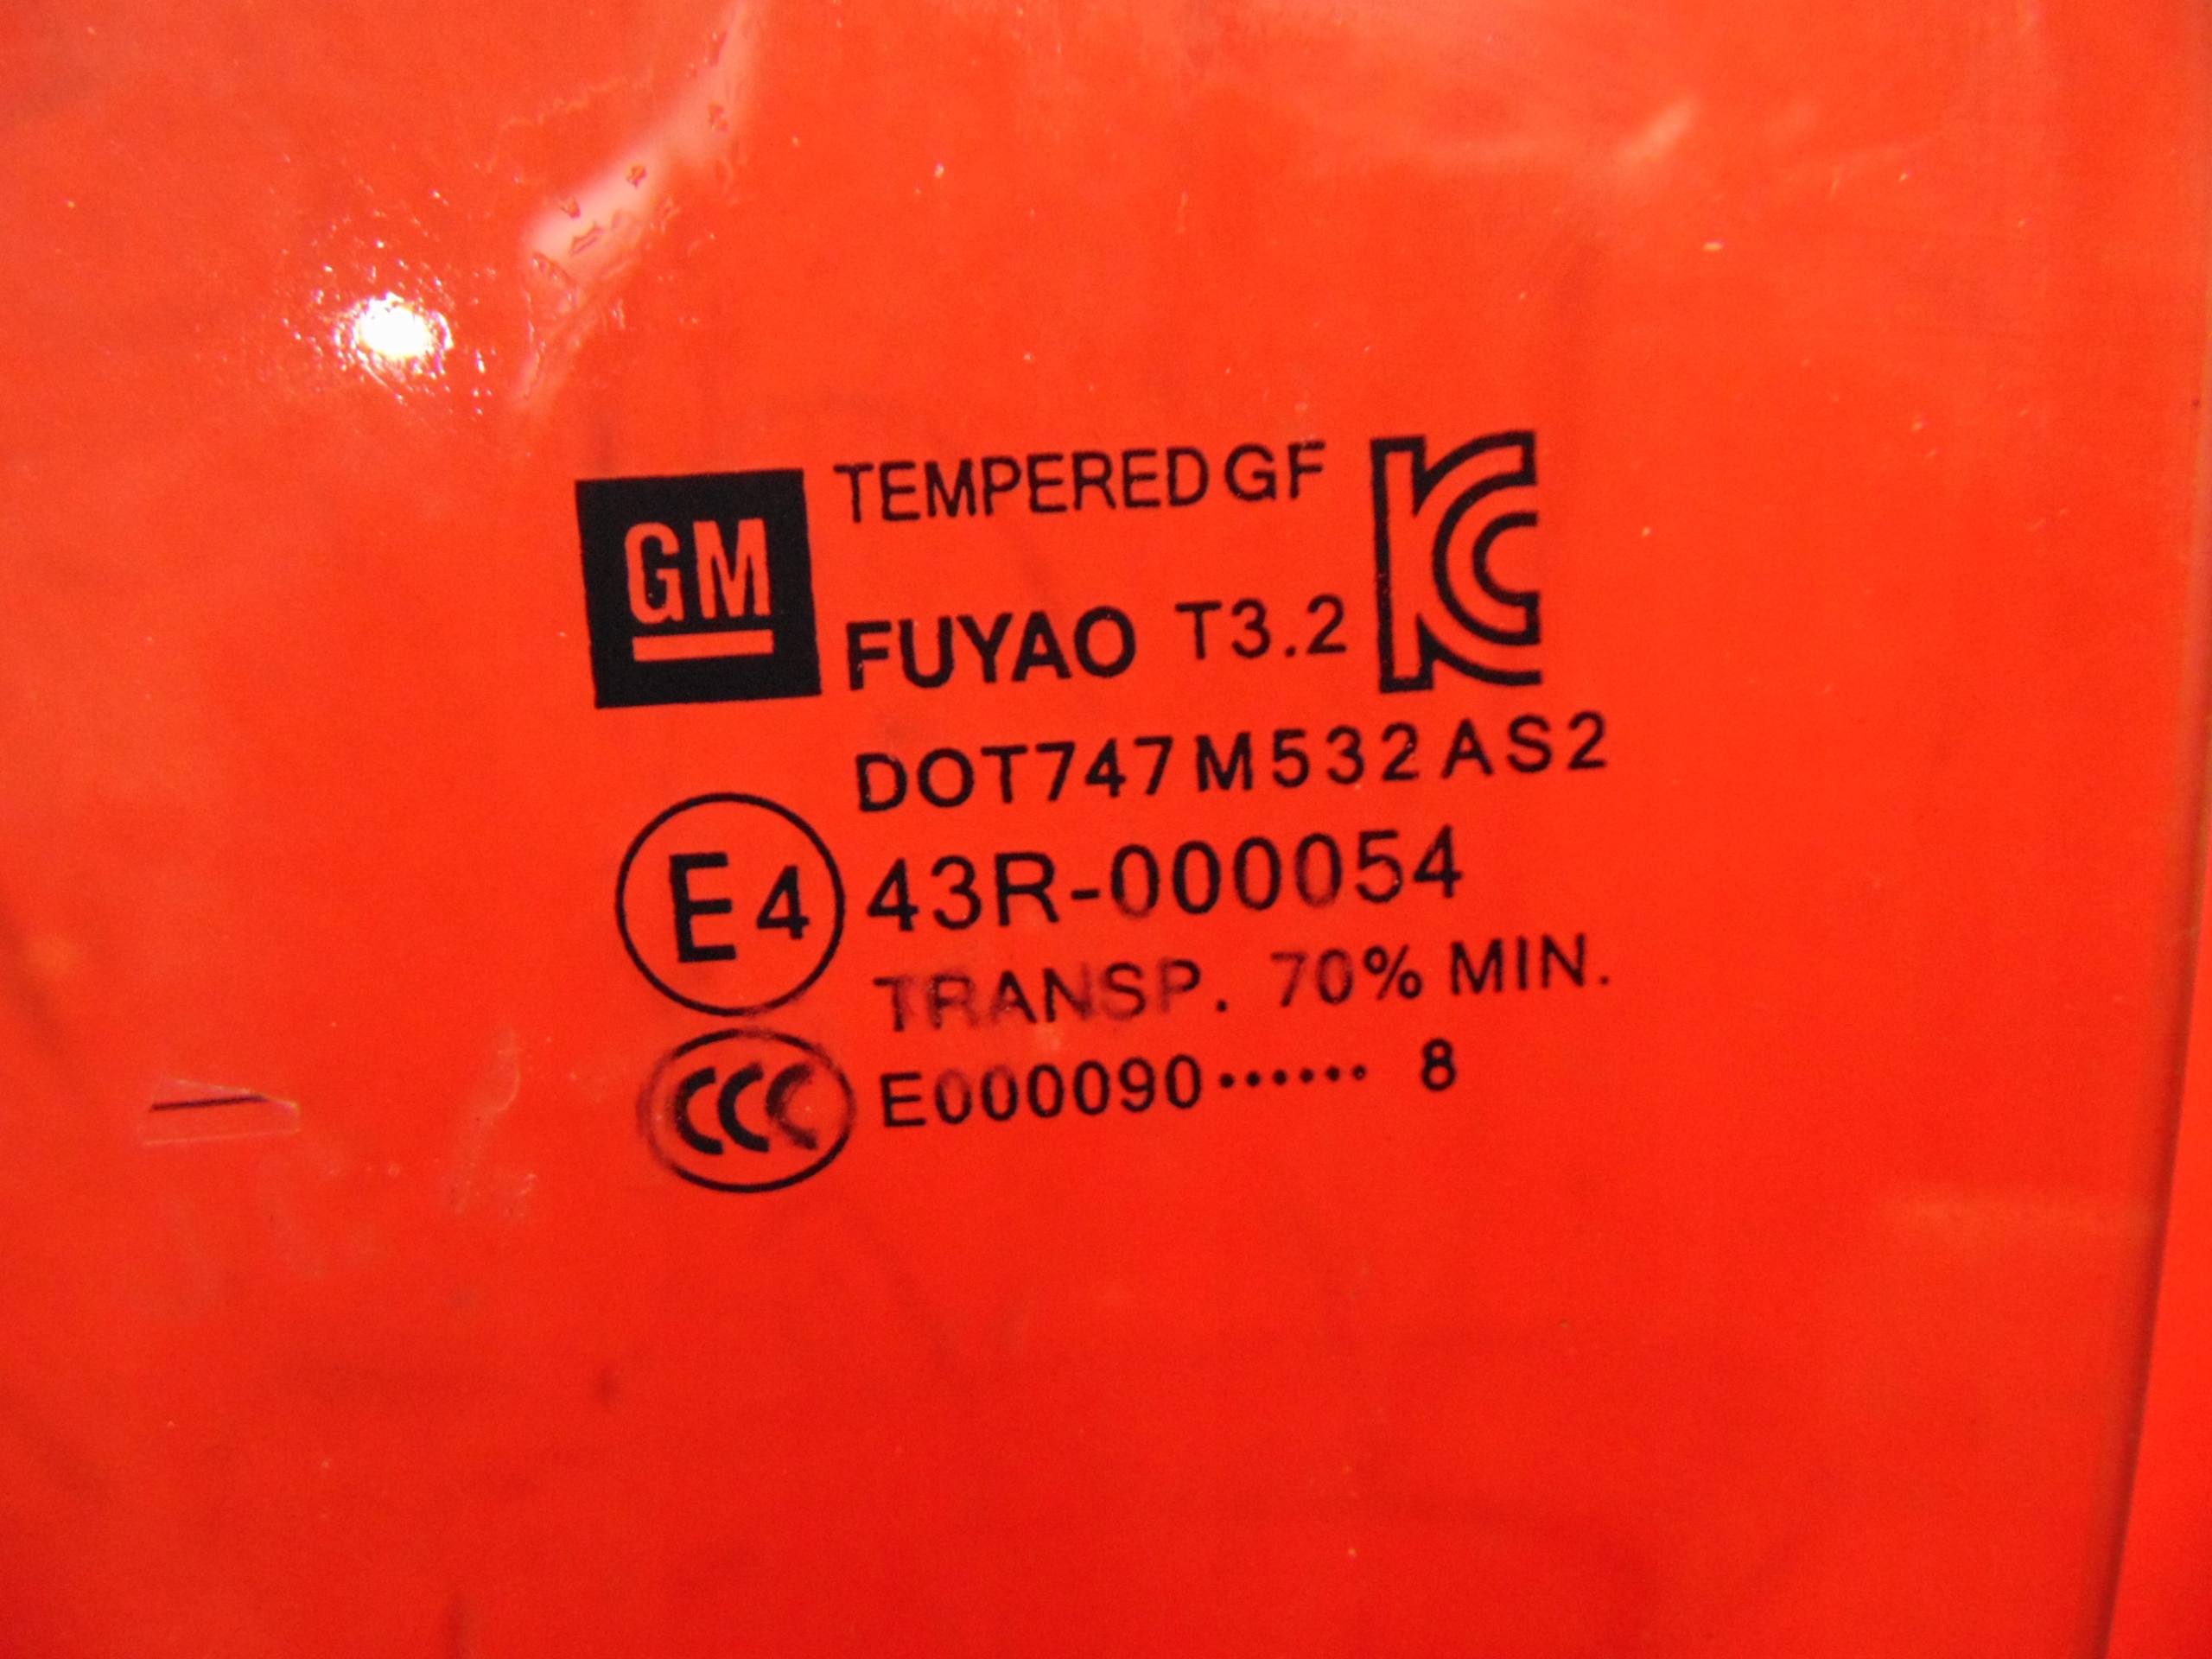 GM TEMPERED GF KC
FUYAO T3.2
DOT747 M532 AS2
E4 43R-000054
TRANSP. 70% MIN.
CCC E000090······ 8